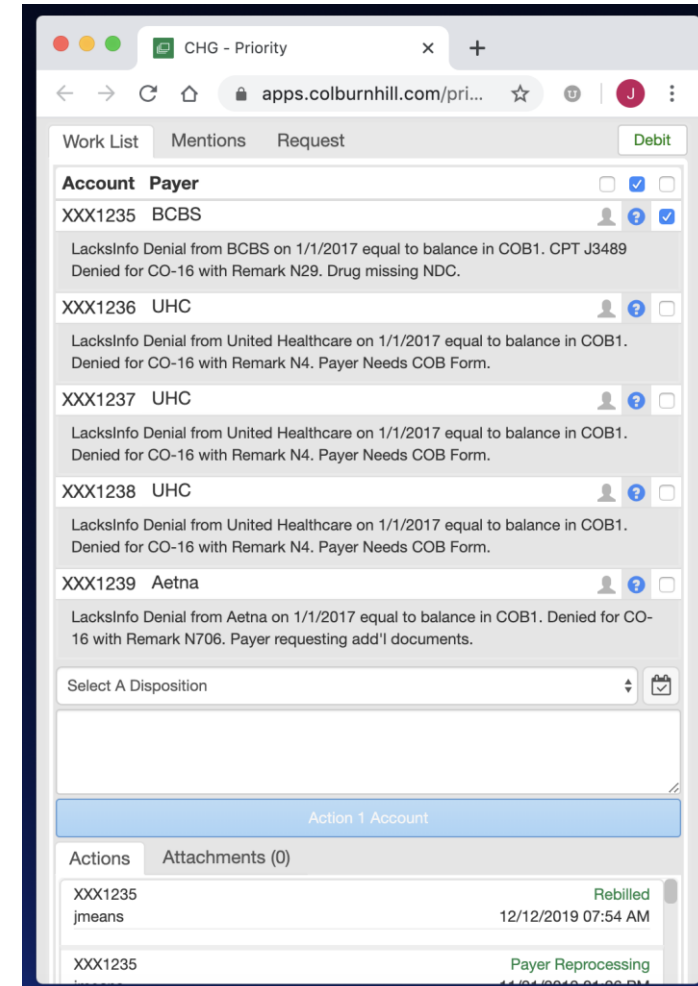 CHG - Priority
apps.colburnhill.com/pri...
J
Work List Mentions Request Debit
Account Payer
XXX1235 BCBS
LacksInfo Denial from BCBS on 1/1/2017 equal to balance in COB1. CPT J3489
Denied for CO-16 with Remark N29. Drug missing NDC.
XXX1236 UHC
LacksInfo Denial from United Healthcare on 1/1/2017 equal to balance in COB1.
Denied for CO-16 with Remark N4. Payer Needs COB Form.
XXX1237 UHC
LacksInfo Denial from United Healthcare on 1/1/2017 equal to balance in COB1.
Denied for CO-16 with Remark N4. Payer Needs COB Form.
XXX1238 UHC
LacksInfo Denial from United Healthcare on 1/1/2017 equal to balance in COB1.
Denied for CO-16 with Remark N4. Payer Needs COB Form.
XXX1239 Aetna
LacksInfo Denial from Aetna on 1/1/2017 equal to balance in COB1. Denied for CO-
16 with Remark N706. Payer requesting add'l documents.
Select A Disposition
Action 1 Account
Actions Attachments (0)
XXX1235 Rebilled
jmeans 12/12/2019 07:54 AM
XXX1235 Payer Reprocessing